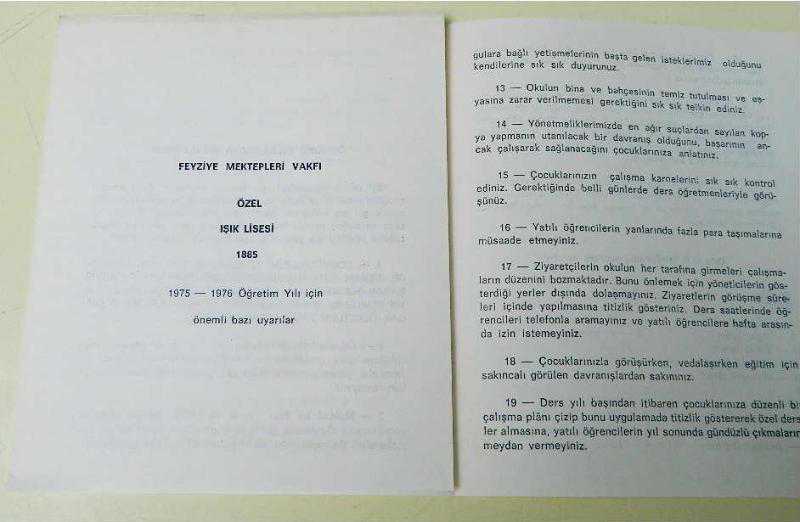 FEYZİYE MEKTEPLERİ VAKFI
ÖZEL
IŞIK LİSESİ
1885
1975 — 1976 Öğretim Yılı için
önemli bazı uyarılar
gulara bağlı yetişmelerinin başta gelen isteklerimiz olduğunu
kendilerine sık sık duyurunuz.
13 — Okulun bina ve bahçesinin temiz tutulması ve eş-
yasına zarar verilmemesi gerektiğini sık sık telkin ediniz.
14 — Yönetmeliklerimizde en ağır suçlardan sayılan kop-
ya yapmanın utanılacak bir davranış olduğunu, başarının an-
cak çalışarak sağlanacağını çocuklarınıza anlatınız.
15 — Çocuklarınızın çalışma karnelerini sık sık kontrol
ediniz. Gerektiğinde belli günlerde ders öğretmenleriyle görü-
şünüz.
16 — Yatılı öğrencilerin yanlarında fazla para taşımalarına
müsaade etmeyiniz.
17 — Ziyaretçilerin okulun her tarafına girmeleri çalışma-
ların düzenini bozmaktadır. Bunu önlemek için yöneticilerin gös-
terdiği yerler dışında dolaşmayınız. Ziyaretlerin görüşme süre-
leri içinde yapılmasına titizlik gösteriniz. Ders saatlerinde öğ-
rencileri telefonla aramayınız ve yatılı öğrencilere hafta arasın-
da izin istemeyiniz.
18 — Çocuklarınızla görüşürken, vedalaşırken eğitim için
sakıncalı görülen davranışlardan sakınınız.
19 — Ders yılı başından itibaren çocuklarınıza düzenli bi
çalışma plânı çizip bunu uygulamada titizlik göstererek özel ders
ler almasına, yatılı öğrencilerin yıl sonunda gündüzlü çıkmaların
meydan vermeyiniz.